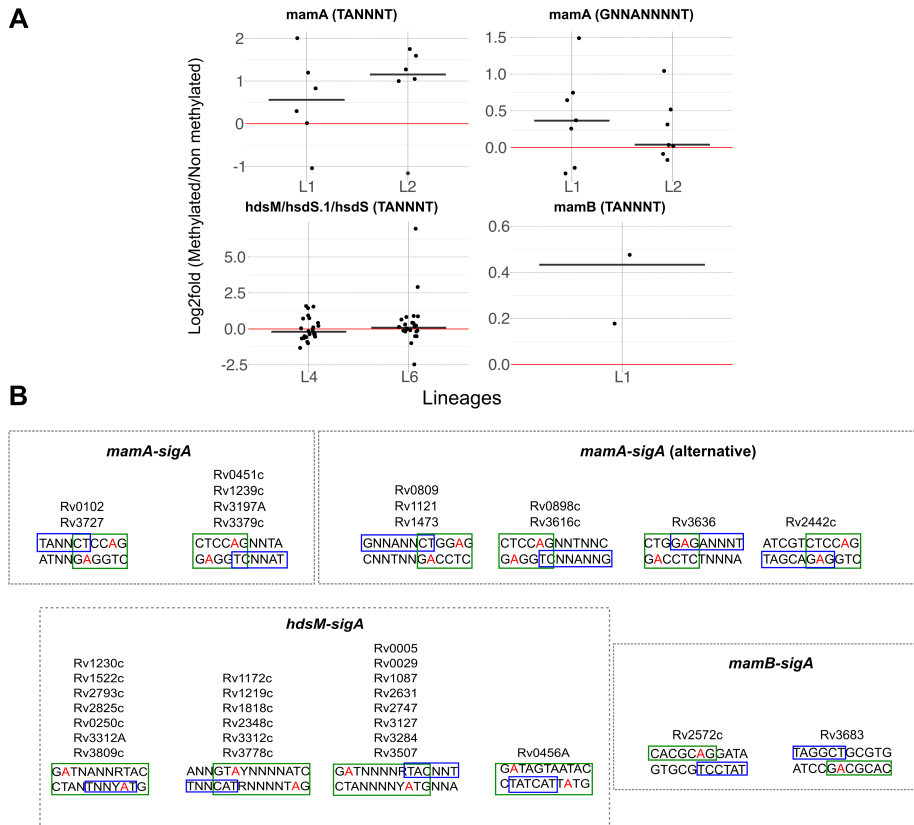 A
mamA (TANNNT)
mamA (GNNANNNNT)
Log2fold (Methylated/Non methylated)
2
1
0
-1
L1
L2
1.5
1.0
0.5
0.0
L1
L2
hdsM/hsdS.1/hsdS (TANNNT)
mamB (TANNNT)
5.0
2.5
0.0
-2.5
L4
L6
0.6
0.4
0.2
0.0
L1
Lineages
B
mamA-sigA
Rv0102
Rv3727
TANNCTCCAG
ATNNGAGGTC
Rv0451c
Rv1239c
Rv3197A
Rv3379c
CTCCAGNNTA
GAGGTCNNAT
mamA-sigA (alternative)
Rv0809
Rv1121
Rv1473
GNNANNCTGGAG
CNNTNNGACCTC
Rv0898c
Rv3616c
CTCCAGNNTNNC
GAGGTCNNANNG
Rv3636
CTGGAGANNNT
GACCTCTNNNA
Rv2442c
ATCGTCTCCAG
TAGCAGAGGTC
hdsM-sigA
Rv1230c
Rv1522c
Rv2793c
Rv2825c
Rv0250c
Rv3312A
Rv3809c
GATNANNRTAC
CTANTNNYATG
Rv1172c
Rv1219c
Rv1818c
Rv2348c
Rv3312c
Rv3778c
ANNGTAYNNNNATC
TNNCATRNNNNTAG
Rv0005
Rv0029
Rv1087
Rv2631
Rv2747
Rv3127
Rv3284
Rv3507
GATNNNNRTACNNT
CTANNNNYATGNNA
Rv0456A
GATAGTAATAC
CTATCATTATG
mamB-sigA
Rv2572c
CACGCAGGATA
GTGCGTCCTAT
Rv3683
TAGGCTGCGTG
ATCCGACGCAC